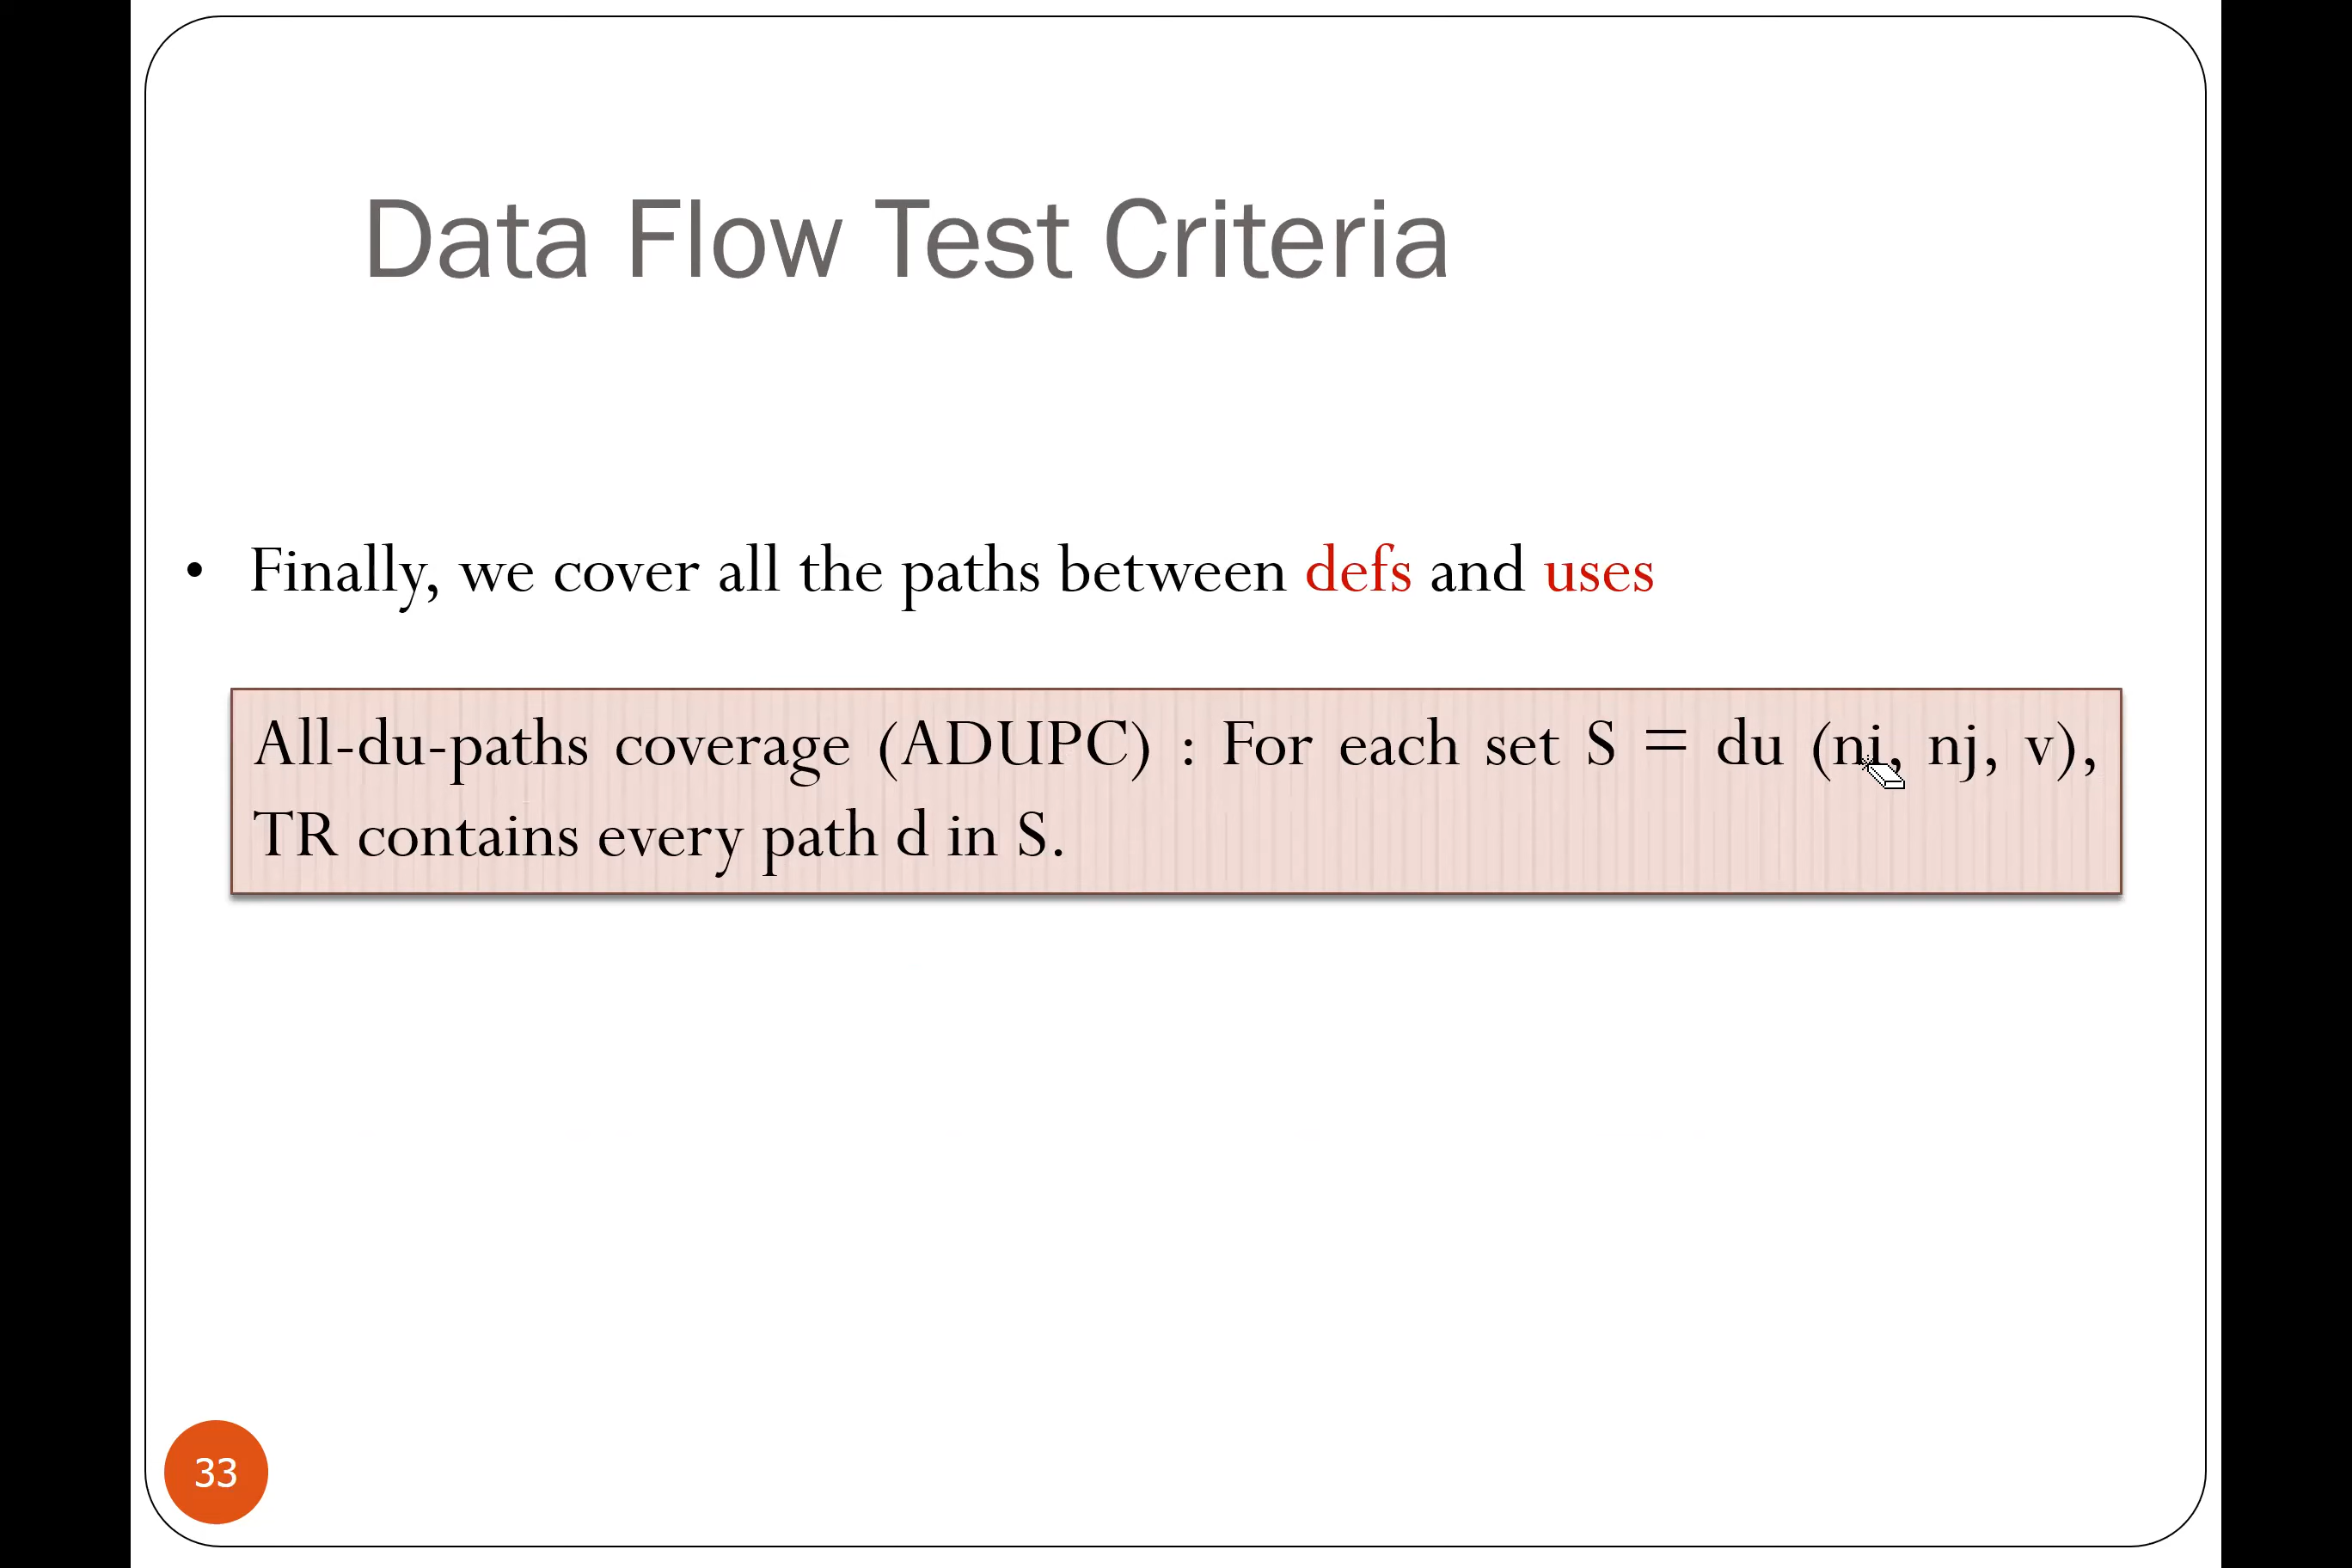 Data Flow Test Criteria
• Finally, we cover all the paths between defs and uses
All-du-paths coverage (ADUPC) : For each set S = du (ni, nj, v),
TR contains every path d in S.
33